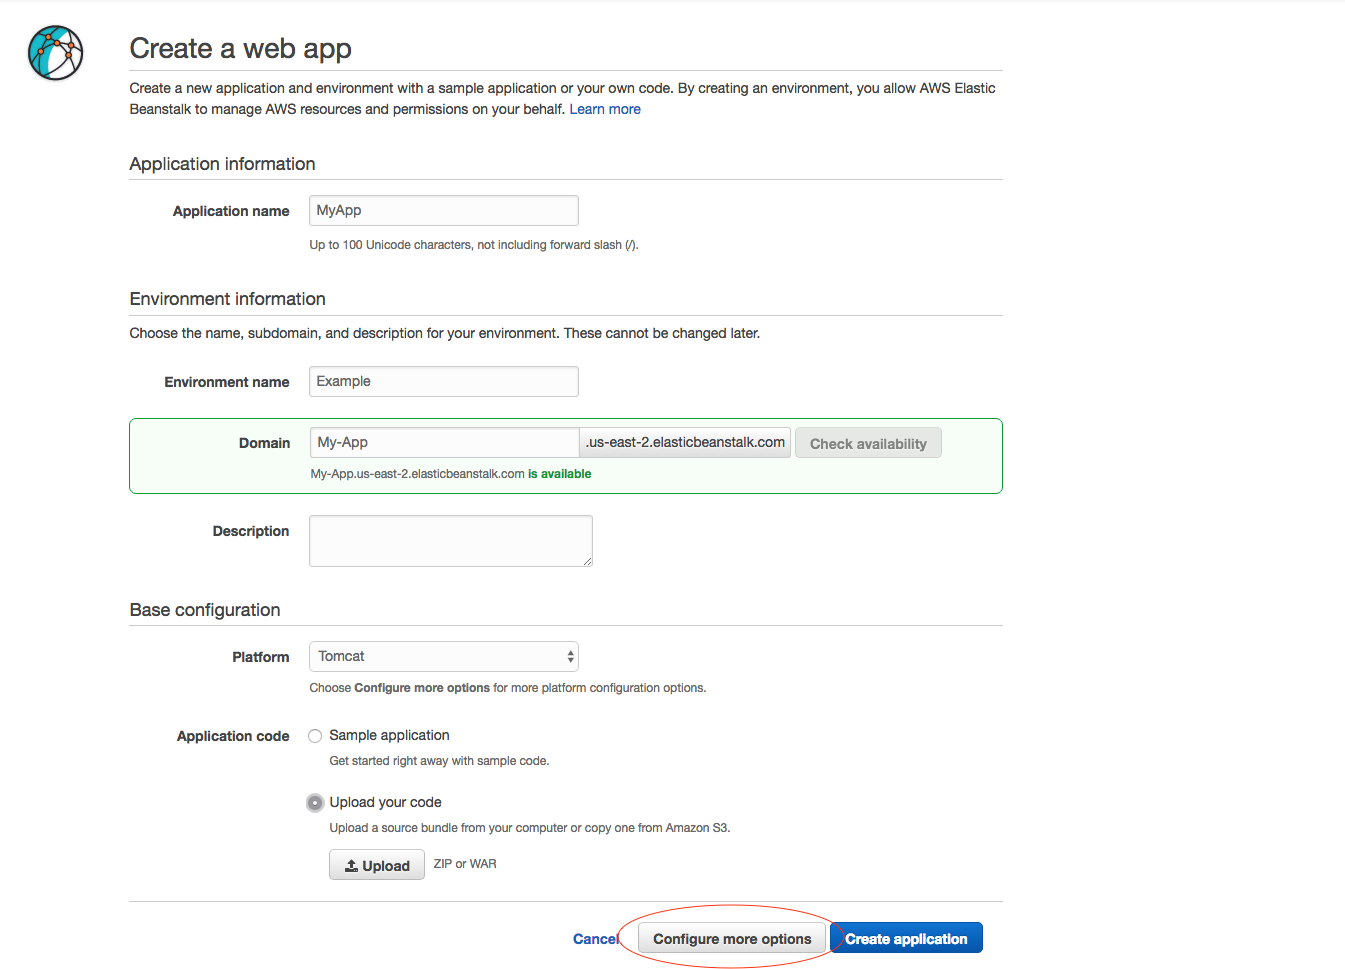 Create a web app
Create a new application and environment with a sample application or your own code. By creating an environment, you allow AWS Elastic
Beanstalk to manage AWS resources and permissions on your behalf. Learn more
Application information
Application name MyApp
Up to 100 Unicode characters, not including forward slash (/).
Environment information
Choose the name, subdomain, and description for your environment. These cannot be changed later.
Environment name Example
Domain My-App .us-east-2.elasticbeanstalk.com Check availability
My-App.us-east-2.elasticbeanstalk.com is available
Description
Base configuration
Platform Tomcat
Choose Configure more options for more platform configuration options.
Application code Sample application
Get started right away with sample code.
Upload your code
Upload a source bundle from your computer or copy one from Amazon S3.
Upload ZIP or WAR
Cancel Configure more options Create application